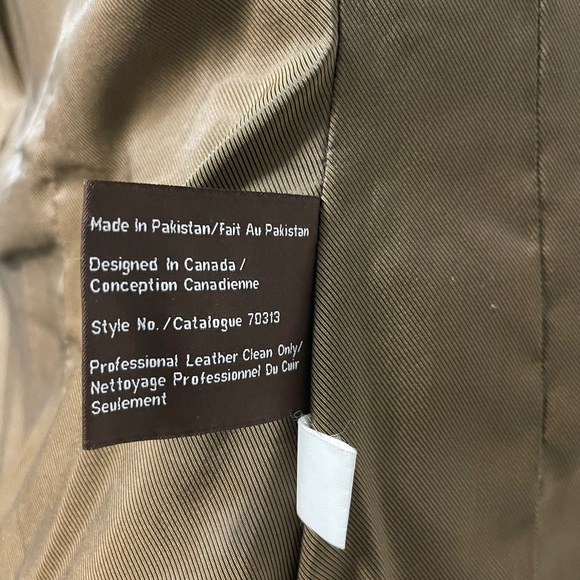 Made In Pakistan/Fait Au Pakistan
Designed In Canada/
Conception Canadienne
Style No./Catalogue 70313
Professional Leather Clean Only/
Nettoyage Professionnel Du Cuir
Seulement